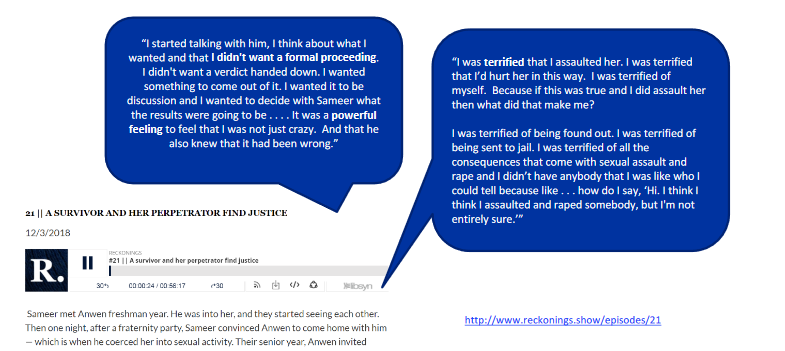 “I started talking with him, I think about what I
wanted and that I didn't want a formal proceeding.
I didn't want a verdict handed down. I wanted
something to come out of it. I wanted it to be
discussion and I wanted to decide with Sameer what
the results were going to be . . . . It was a powerful
feeling to feel that I was not just crazy.  And that he
also knew that it had been wrong.”
“I was terrified that I assaulted her. I was terrified
that I’d hurt her in this way.  I was terrified of
myself.  Because if this was true and I did assault her
then what did that make me?
I was terrified of being found out. I was terrified of
being sent to jail. I was terrified of all the
consequences that come with sexual assault and
rape and I didn’t have anybody that I was like who I
could tell because like . . . how do I say, ‘Hi. I think I
think I assaulted and raped somebody, but I'm not
entirely sure.’”
21 || A SURVIVOR AND HER PERPETRATOR FIND JUSTICE
12/3/2018
R.
RECKONINGS
#21 || A survivor and her perpetrator find justice
30 00:00:24 / 00:56:17 30
libsyn
Sameer met Anwen freshman year. He was into her, and they started seeing each other.
Then one night, after a fraternity party, Sameer convinced Anwen to come home with him
— which is when he coerced her into sexual activity. Their senior year, Anwen invited
http://www.reckonings.show/episodes/21